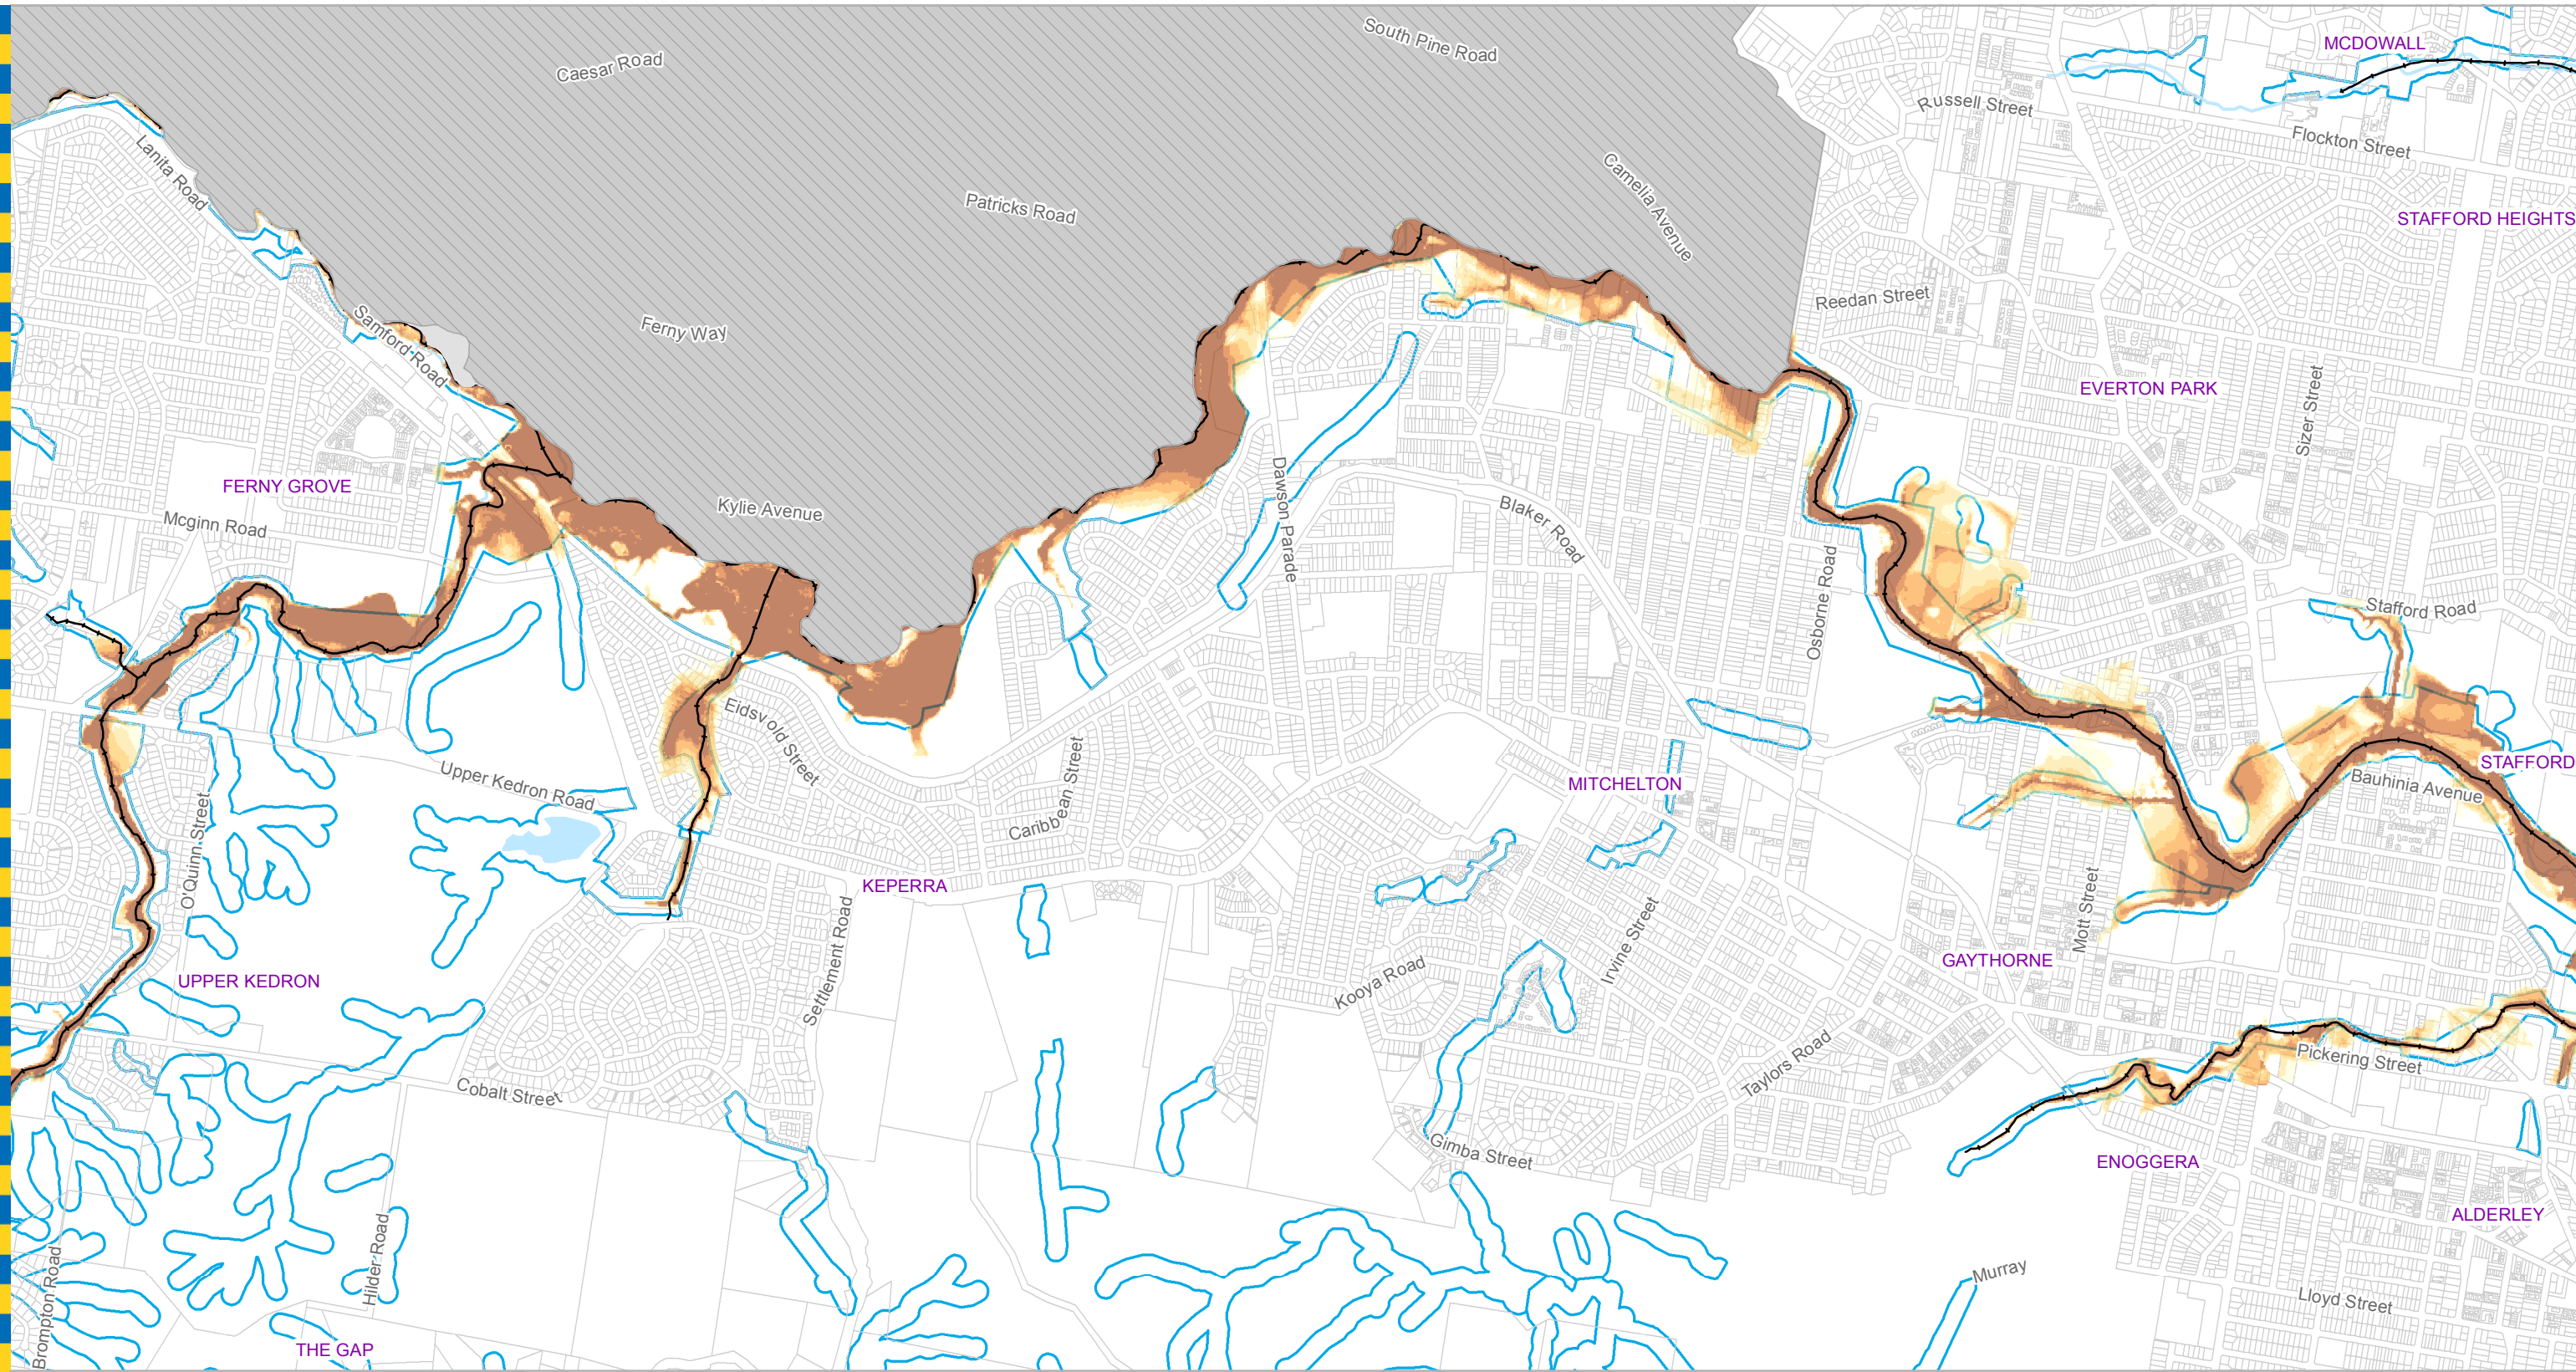 South Pine Road
MCDOWALL
Caesar Road
Russell Street
Flockton Street
Lanita Road
Camelia Avenue
Patricks Road
STAFFORD HEIGHTS
Reedan Street
Ferny Way
Samford Road
EVERTON PARK
Sizer Street
FERNY GROVE
Kylie Avenue
Mcginn Road
Dawson Parade
Blaker Road
Osborne Road
Stafford Road
Eidsvold Street
STAFFORD
Upper Kedron Road
Caribbean Street
MITCHELTON
Bauhinia Avenue
O'Quinn Street
KEPERRA
Mott Street
Settlement Road
Irvine Street
GAYTHORNE
UPPER KEDRON
Kooya Road
Pickering Street
Taylors Road
Cobalt Street
Gimba Street
ENOGGERA
ALDERLEY
Hilder Road
Murray
Brompton Road
Lloyd Street
THE GAP